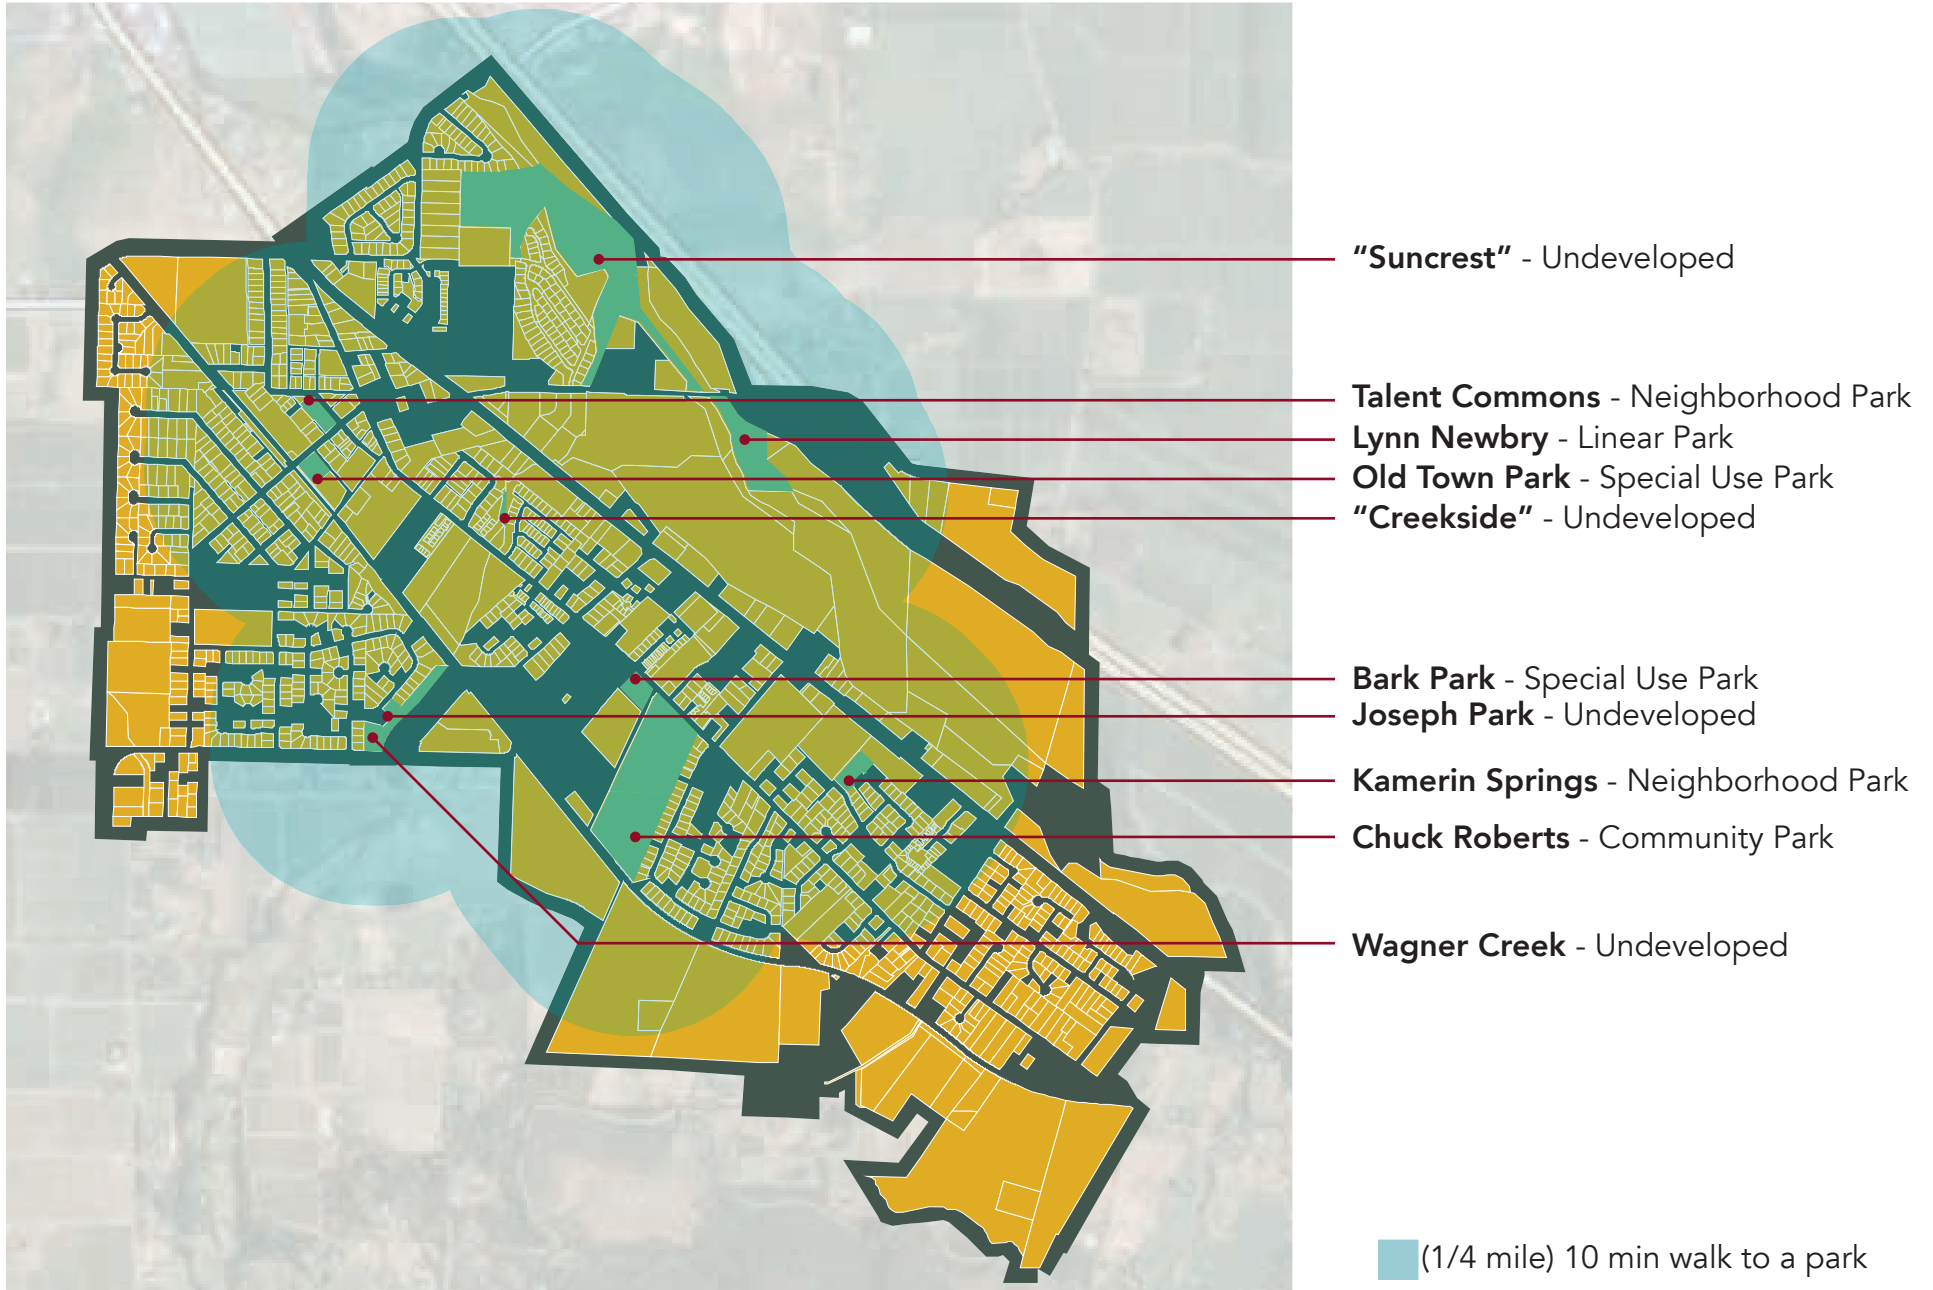 “Suncrest” - Undeveloped
Talent Commons - Neighborhood Park
Lynn Newbry - Linear Park
Old Town Park - Special Use Park
“Creekside” - Undeveloped
Bark Park - Special Use Park
Joseph Park - Undeveloped
Kamerin Springs - Neighborhood Park
Chuck Roberts - Community Park
Wagner Creek - Undeveloped
(1/4 mile) 10 min walk to a park